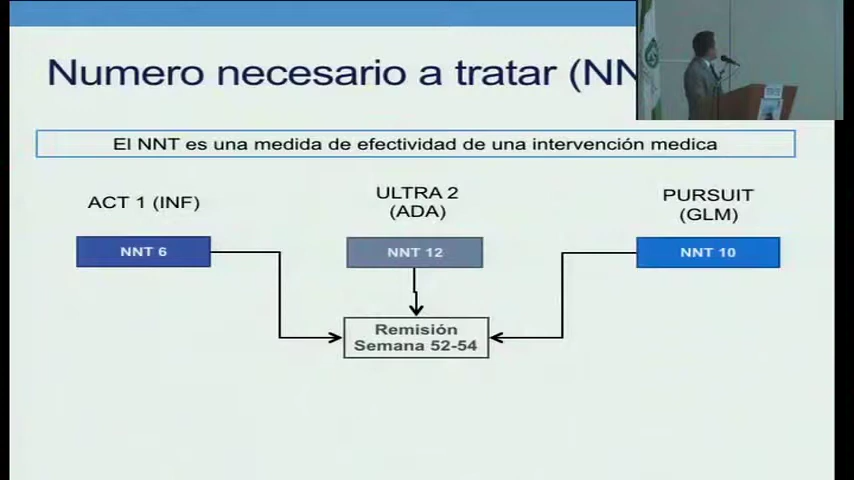 Numero necesario a tratar (NN
El NNT es una medida de efectividad de una intervención medica
ACT 1 (INF)
ULTRA 2
(ADA)
PURSUIT
(GLM)
NNT 6
NNT 12
NNT 10
Remisión
Semana 52-54